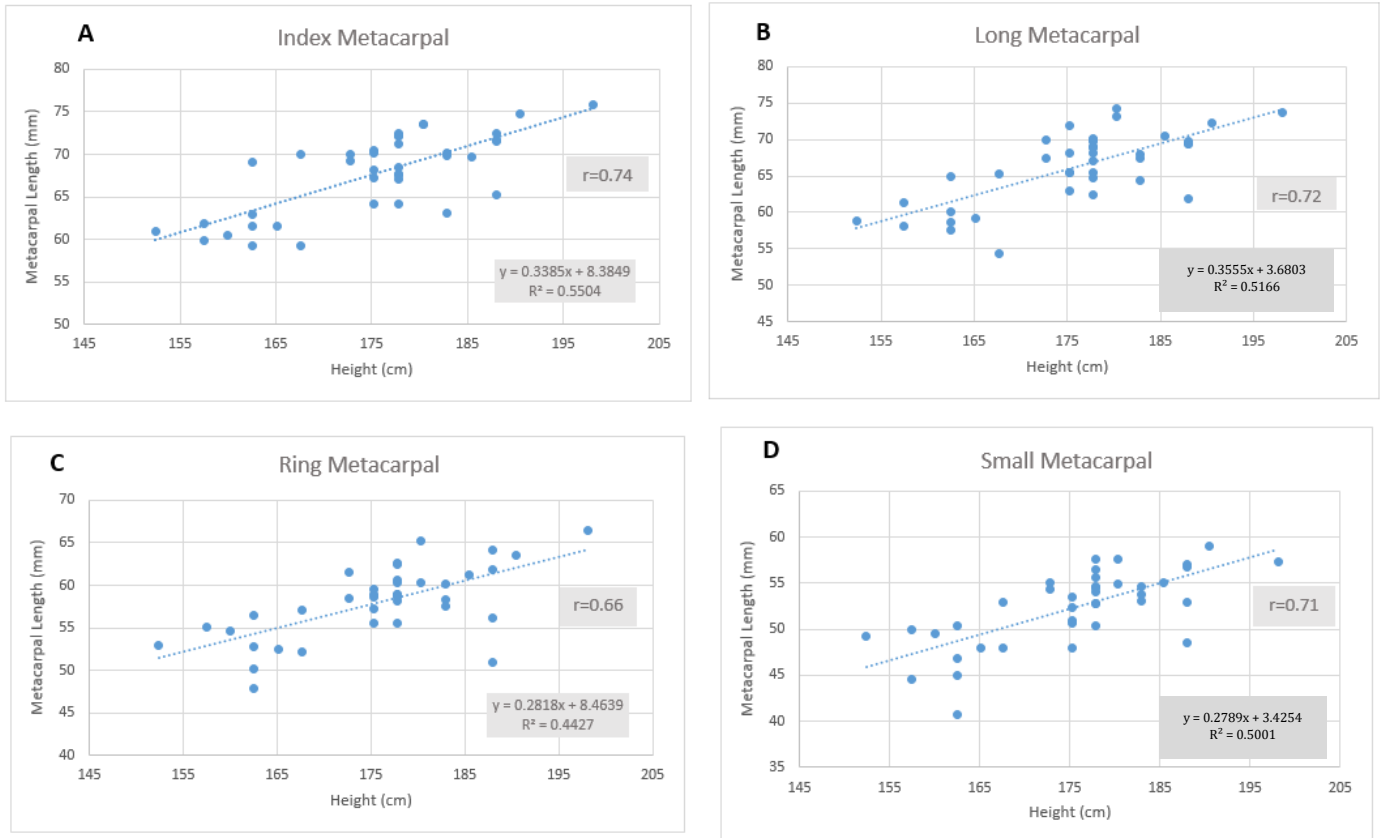 A
Index Metacarpal
Metacarpal Length (mm)
80
75
70
65
60
55
50
r=0.74
y = 0.3385x + 8.3849
R² = 0.5504
145 155 165 175 185 195 205
Height (cm)
B
Long Metacarpal
Metacarpal Length (mm)
80
75
70
65
60
55
50
45
r=0.72
y = 0.3555x + 3.6803
R² = 0.5166
145 155 165 175 185 195 205
Height (cm)
C
Ring Metacarpal
Metacarpal Length (mm)
70
65
60
55
50
45
40
r=0.66
y = 0.2818x + 8.4639
R² = 0.4427
145 155 165 175 185 195 205
Height (cm)
D
Small Metacarpal
Metacarpal Length (mm)
65
60
55
50
45
40
35
r=0.71
y = 0.2789x + 3.4254
R² = 0.5001
145 155 165 175 185 195 205
Height (cm)